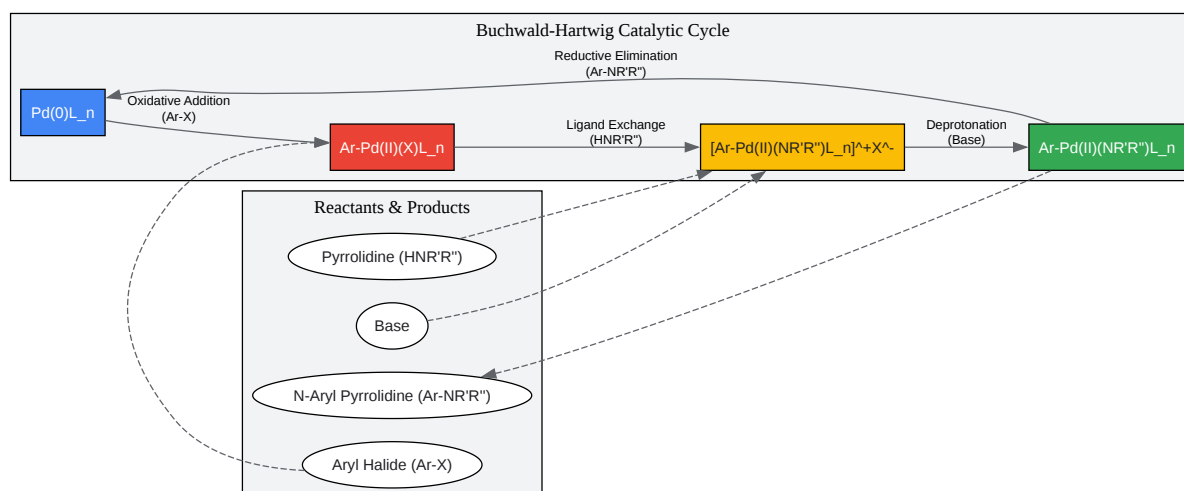 Buchwald-Hartwig Catalytic Cycle
Reductive Elimination
(Ar-NR'R")
Pd(0)L_n
Oxidative Addition
(Ar-X)
Ar-Pd(II)(X)L_n
Ligand Exchange
(HNR'R")
[Ar-Pd(II)(NR'R")L_n]^+X^-
Deprotonation
(Base)
Ar-Pd(II)(NR'R")L_n
Reactants & Products
Pyrrolidine (HNR'R")
Base
N-Aryl Pyrrolidine (Ar-NR'R")
Aryl Halide (Ar-X)